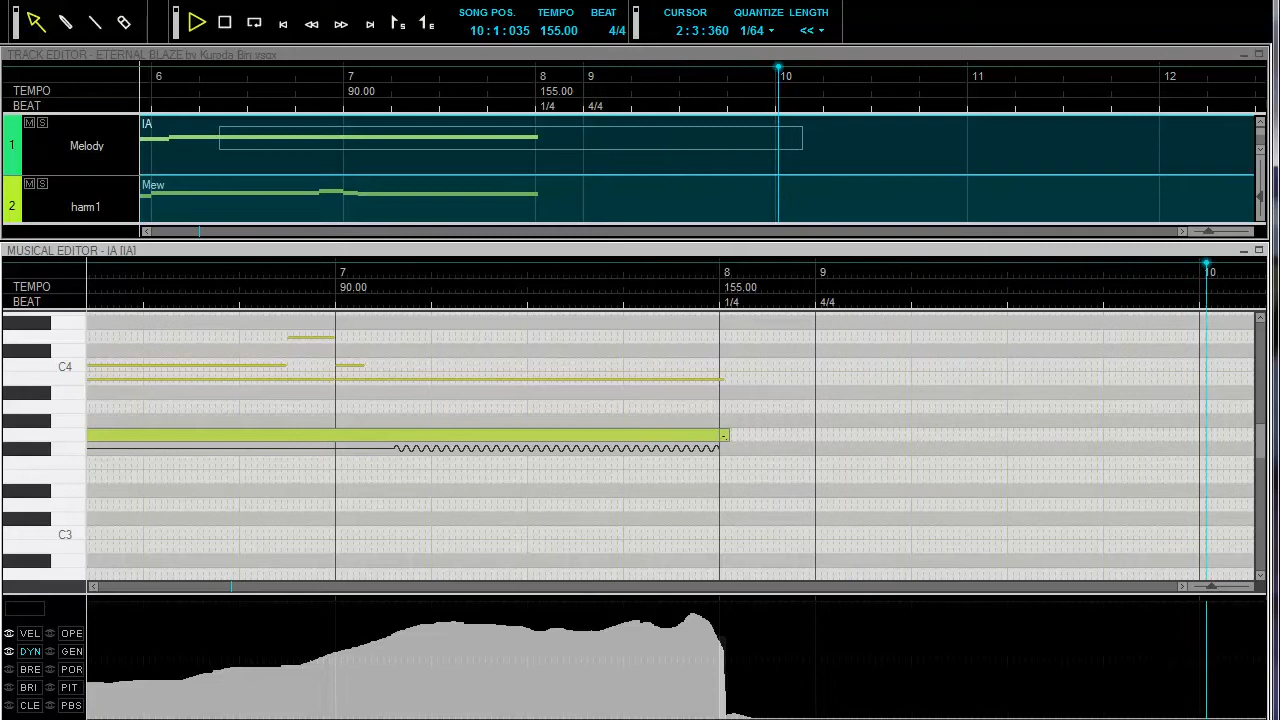 SONG POS. TEMPO BEAT CURSOR QUANTIZE LENGTH
10 : 1 : 035 155.00 4/4 2 : 3 : 360 1/64 <<
TRACK EDITOR - ETERNAL BLAZE by Kuroda Biri.vsqx
6 7 8 9 10 11 12
TEMPO 90.00 155.00
BEAT 1/4 4/4
M S IA
1 Melody
M S Mew
2 harm1
MUSICAL EDITOR - IA [IA]
7 8 9 10
TEMPO 90.00 155.00
BEAT 1/4 4/4
C4
C3
VEL OPE
DYN GEN
BRE POR
BRI PIT
CLE PBS